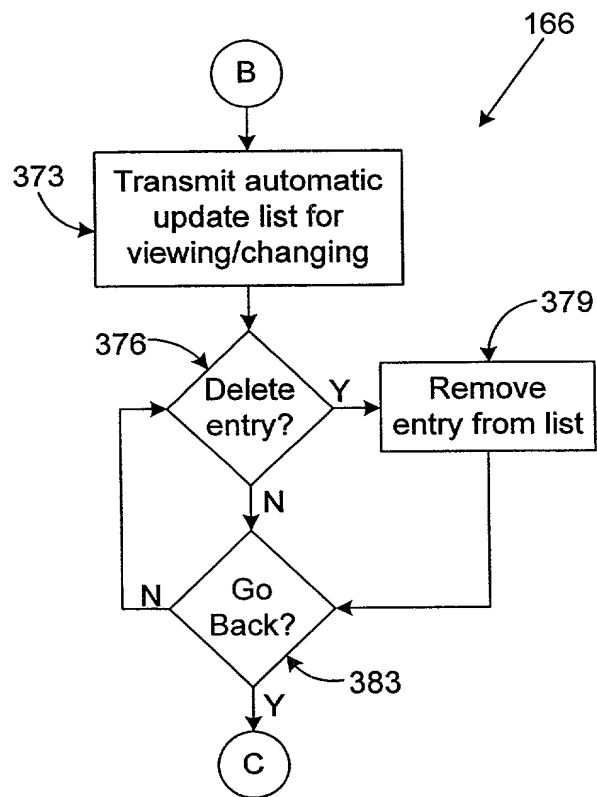 166
B
373
Transmit automatic
update list for
viewing/changing
379
376
Delete
entry?
Y
Remove
entry from list
N
Go
Back?
N
383
Y
C